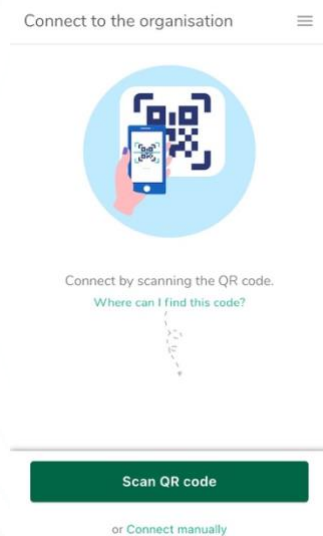 Connect to the organisation
Connect by scanning the QR code.
Where can I find this code?
Scan QR code
or Connect manually